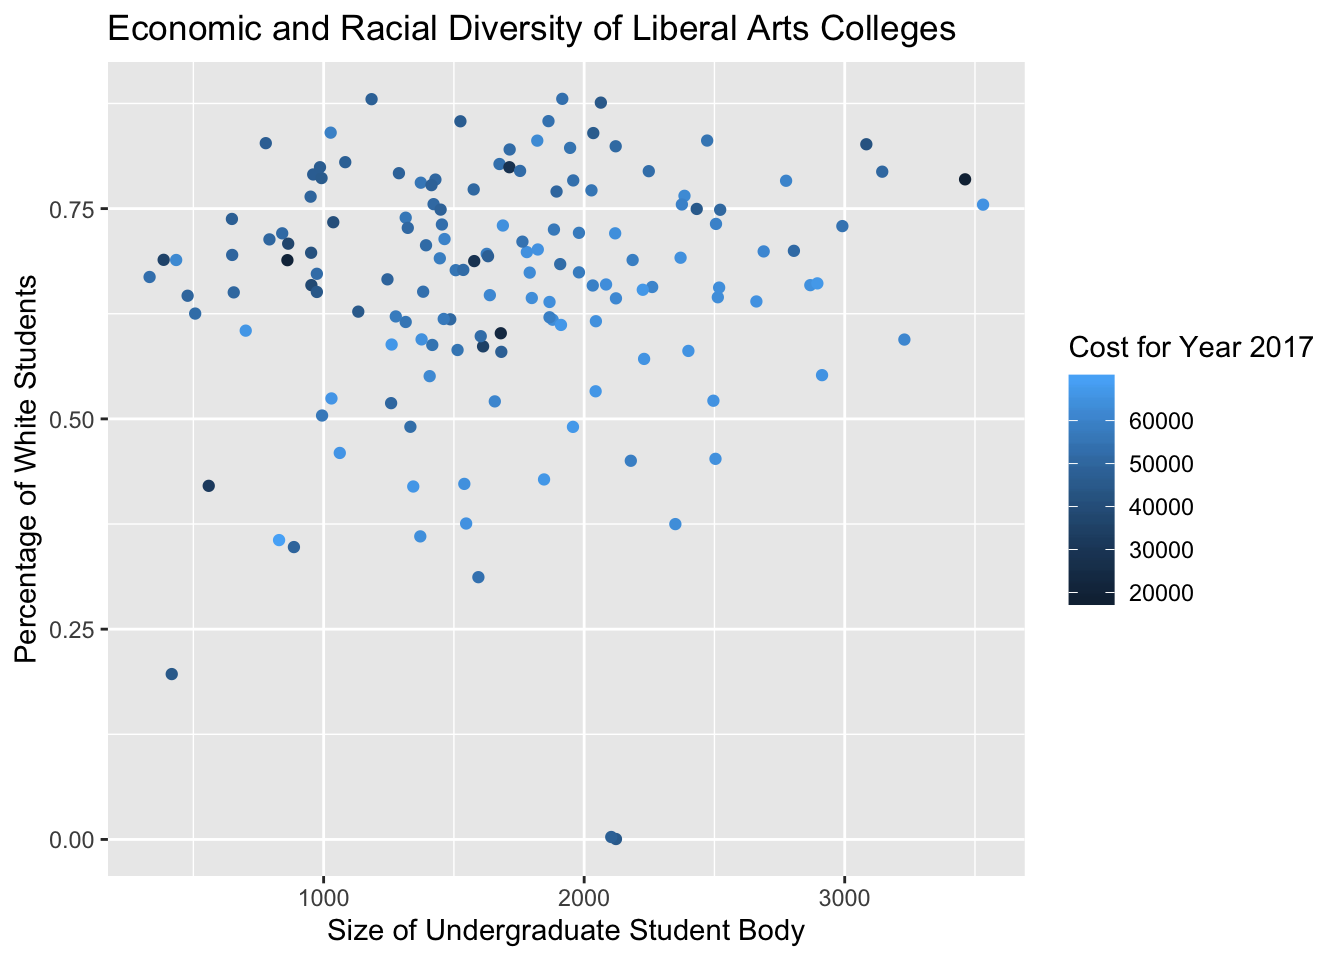 Economic and Racial Diversity of Liberal Arts Colleges
Percentage of White Students
0.75
0.50
0.25
0.00
1000 2000 3000
Size of Undergraduate Student Body
Cost for Year 2017
60000
50000
40000
30000
20000